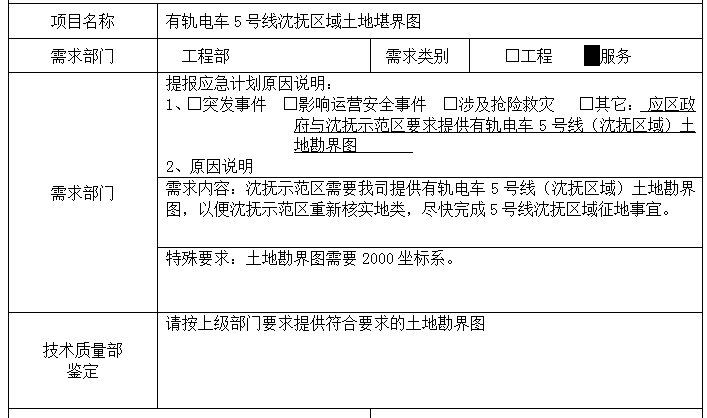 项目名称 有轨电车5号线沈抚区域土地堪界图
需求部门 工程部 需求类别 □工程 ■服务
提报应急计划原因说明：
1、□突发事件 □影响运营安全事件 □涉及抢险救灾 □其它： 应区政
府与沈抚示范区要求提供有轨电车5号线（沈抚区域）土
地勘界图
2、原因说明
需求部门
需求内容：沈抚示范区需要我司提供有轨电车5号线（沈抚区域）土地勘界
图，以便沈抚示范区重新核实地类，尽快完成5号线沈抚区域征地事宜。
特殊要求：土地勘界图需要2000坐标系。
技术质量部
鉴定
请按上级部门要求提供符合要求的土地勘界图